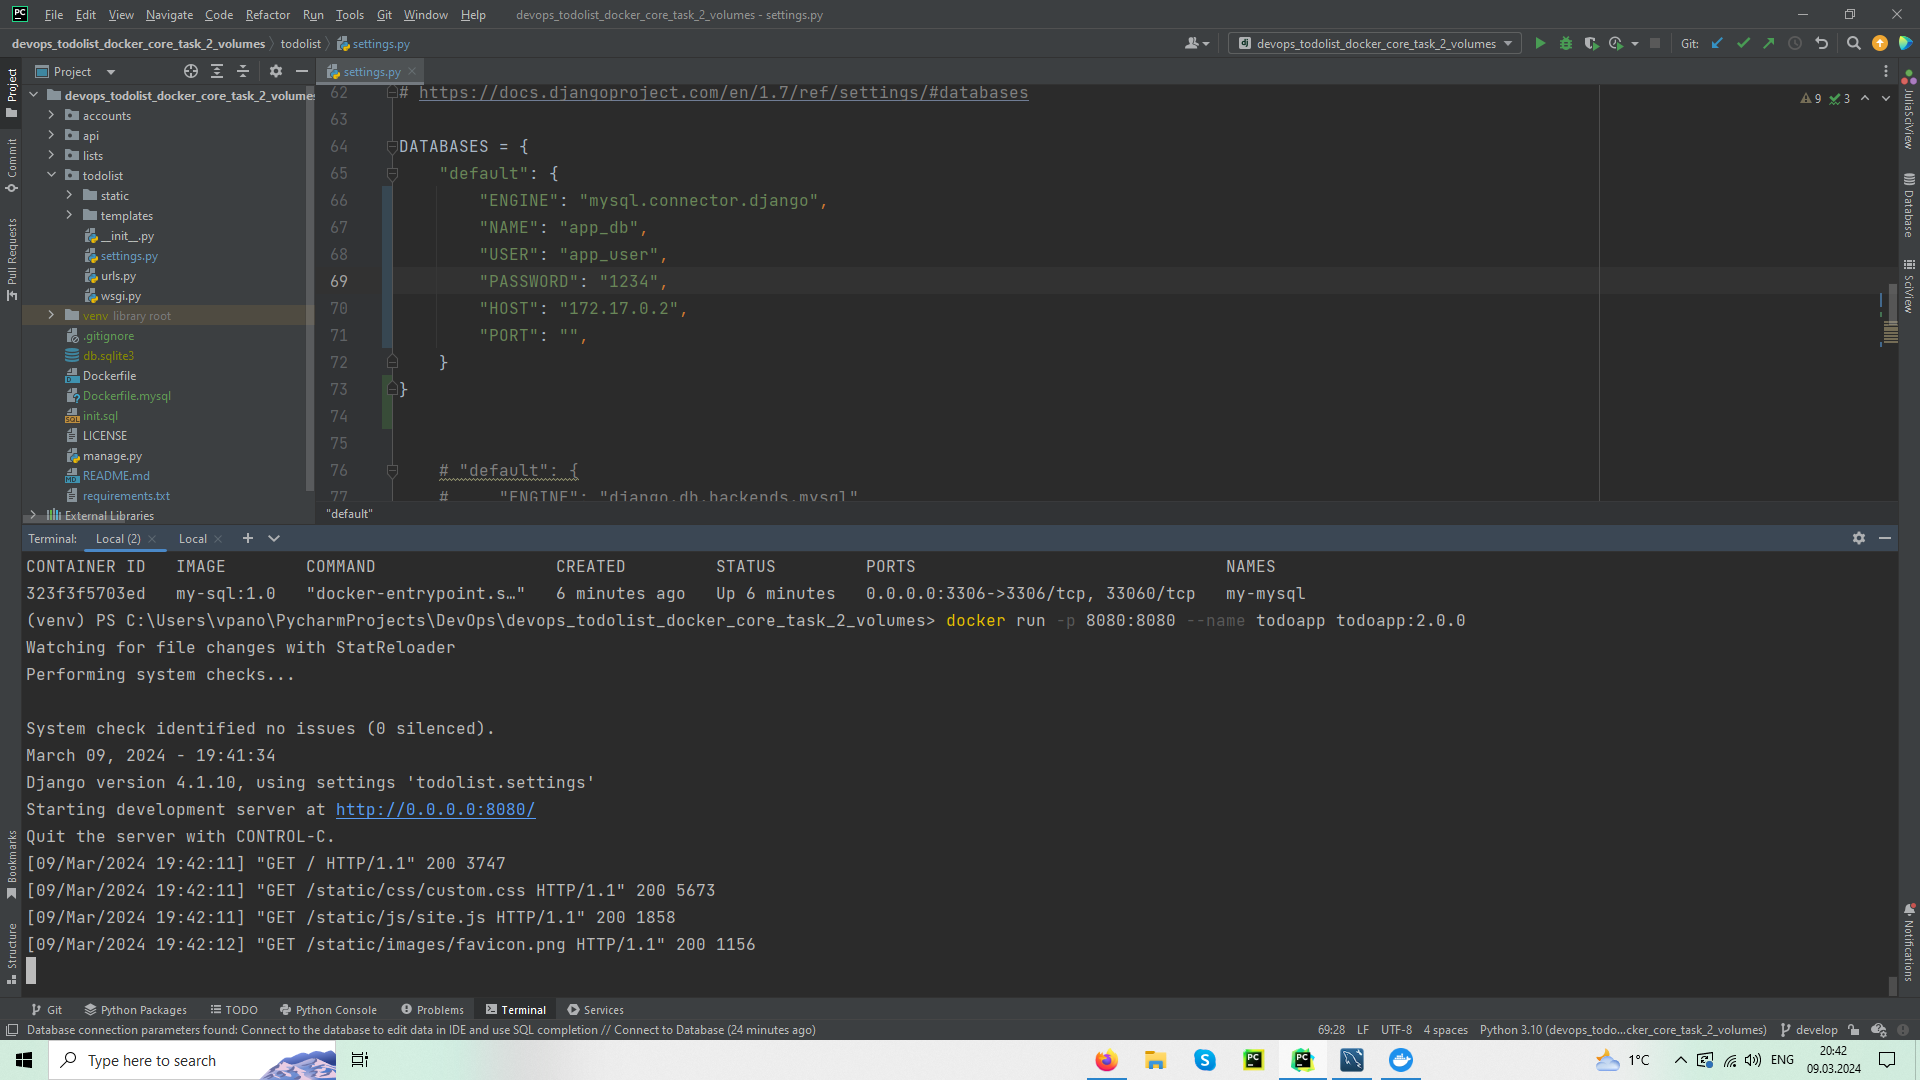 PC File Edit View Navigate Code Refactor Run Tools Git Window Help devops_todolist_docker_core_task_2_volumes - settings.py
devops_todolist_docker_core_task_2_volumes todolist settings.py devops_todolist_docker_core_task_2_volumes Git:
Project settings.py
Project
Commit
Pull Requests
Bookmarks
Structure
devops_todolist_docker_core_task_2_volumes
accounts
api
lists
todolist
static
templates
__init__.py
settings.py
urls.py
wsgi.py
venv library root
.gitignore
db.sqlite3
Dockerfile
Dockerfile.mysql
init.sql
LICENSE
manage.py
README.md
requirements.txt
External Libraries
62 # https://docs.djangoproject.com/en/1.7/ref/settings/#databases
63
64 DATABASES = {
65 "default": {
66 "ENGINE": "mysql.connector.django",
67 "NAME": "app_db",
68 "USER": "app_user",
69 "PASSWORD": "1234",
70 "HOST": "172.17.0.2",
71 "PORT": "",
72 }
73 }
74
75
76 # "default": {
77 # "ENGINE": "django.db.backends.mysql"
"default"
9 3
JuliaSciView
Database
SciView
Notifications
Terminal: Local (2) Local
CONTAINER ID IMAGE COMMAND CREATED STATUS PORTS NAMES
323f3f5703ed my-sql:1.0 "docker-entrypoint.s…" 6 minutes ago Up 6 minutes 0.0.0.0:3306->3306/tcp, 33060/tcp my-mysql
(venv) PS C:\Users\vpano\PycharmProjects\DevOps\devops_todolist_docker_core_task_2_volumes> docker run -p 8080:8080 --name todoapp todoapp:2.0.0
Watching for file changes with StatReloader
Performing system checks...
System check identified no issues (0 silenced).
March 09, 2024 - 19:41:34
Django version 4.1.10, using settings 'todolist.settings'
Starting development server at http://0.0.0.0:8080/
Quit the server with CONTROL-C.
[09/Mar/2024 19:42:11] "GET / HTTP/1.1" 200 3747
[09/Mar/2024 19:42:11] "GET /static/css/custom.css HTTP/1.1" 200 5673
[09/Mar/2024 19:42:11] "GET /static/js/site.js HTTP/1.1" 200 1858
[09/Mar/2024 19:42:12] "GET /static/images/favicon.png HTTP/1.1" 200 1156
Git Python Packages TODO Python Console Problems Terminal Services
Database connection parameters found: Connect to the database to edit data in IDE and use SQL completion // Connect to Database (24 minutes ago) 69:28 LF UTF-8 4 spaces Python 3.10 (devops_todo...cker_core_task_2_volumes) develop
Type here to search 1°C ENG 20:42
09.03.2024